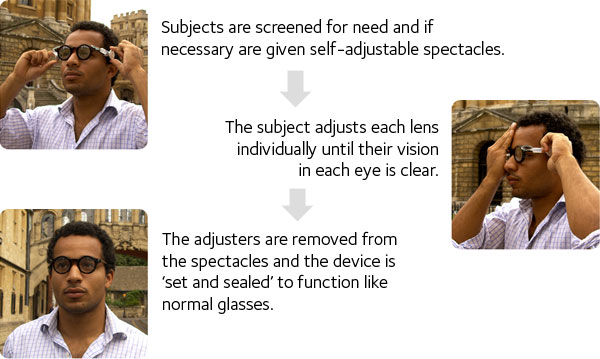 Subjects are screened for need and if
necessary are given self-adjustable spectacles.
The subject adjusts each lens
individually until their vision
in each eye is clear.
The adjusters are removed from
the spectacles and the device is
‘set and sealed’ to function like
normal glasses.